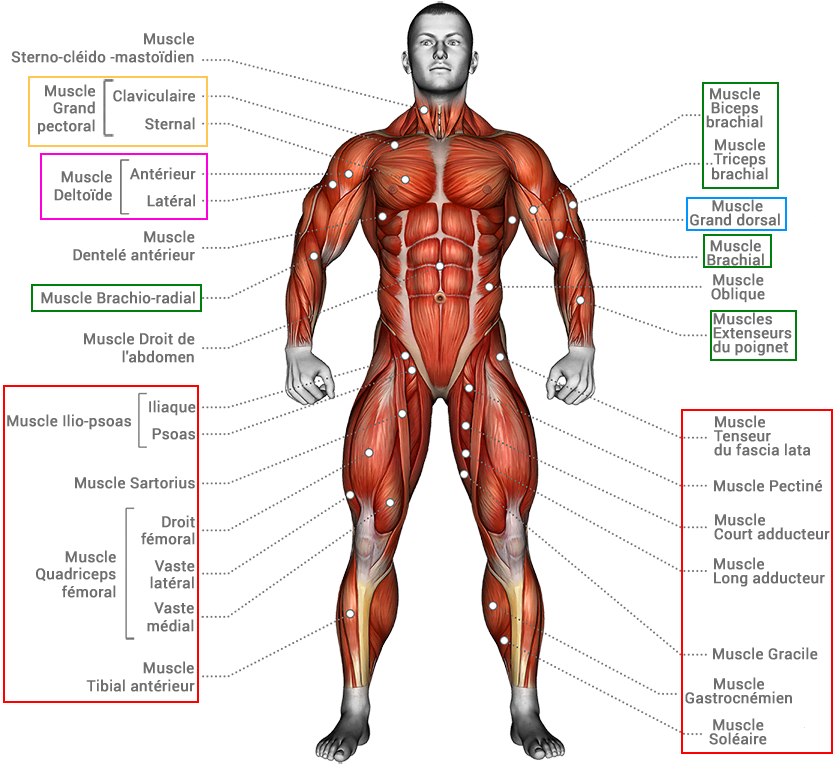 Muscle
Sterno-cléido -mastoïdien
Muscle
Grand
pectoral
Claviculaire
Sternal
Muscle
Deltoïde
Antérieur
Latéral
Muscle
Dentelé antérieur
Muscle Brachio-radial
Muscle Droit de
l'abdomen
Muscle Ilio-psoas
Iliaque
Psoas
Muscle Sartorius
Muscle
Quadriceps
fémoral
Droit
fémoral
Vaste
latéral
Vaste
médial
Muscle
Tibial antérieur
Muscle
Biceps
brachial
Muscle
Triceps
brachial
Muscle
Grand dorsal
Muscle
Brachial
Muscle
Oblique
Muscles
Extenseurs
du poignet
Muscle
Tenseur
du fascia lata
Muscle Pectiné
Muscle
Court adducteur
Muscle
Long adducteur
Muscle Gracile
Muscle
Gastrocnémien
Muscle
Soléaire